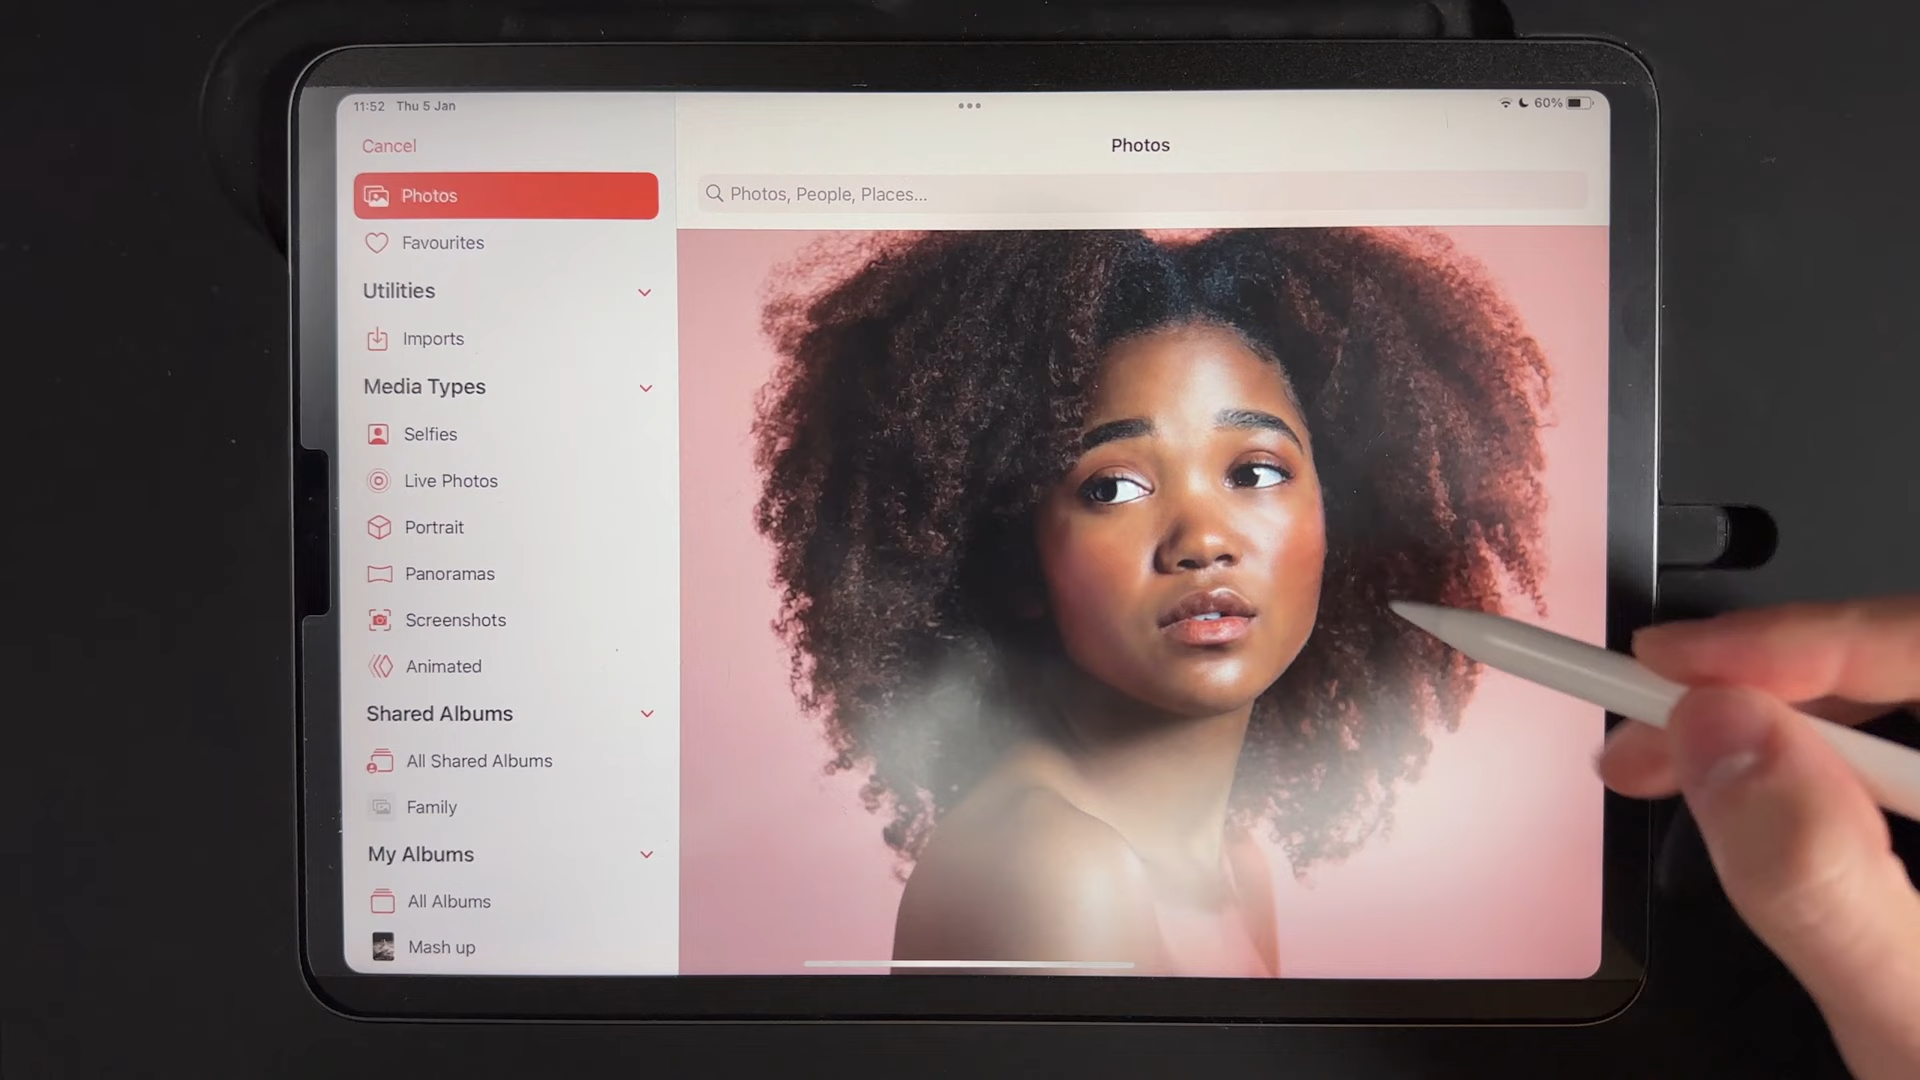 11:52 Thu 5 Jan
60%
Cancel
Photos
Photos
Photos, People, Places...
Favourites
Utilities
Imports
Media Types
Selfies
Live Photos
Portrait
Panoramas
Screenshots
Animated
Shared Albums
All Shared Albums
Family
My Albums
All Albums
Mash up